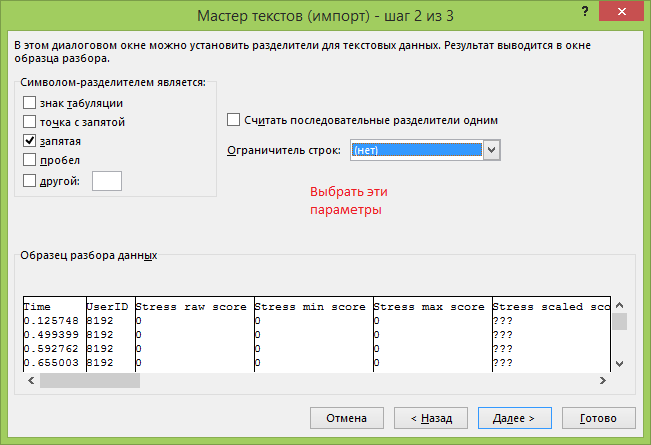 Мастер текстов (импорт) - шаг 2 из 3
?
В этом диалоговом окне можно установить разделители для текстовых данных. Результат выводится в окне
образца разбора.
Символом-разделителем является:
знак табуляции
точка с запятой
запятая
пробел
другой:
Считать последовательные разделители одним
Ограничитель строк: (нет)
Выбрать эти
параметры
Образец разбора данных
Time UserID Stress raw score Stress min score Stress max score Stress scaled sco
0.125748 8192 0 0 0 ???
0.499399 8192 0 0 0 ???
0.592762 8192 0 0 0 ???
0.655003 8192 0 0 0 ???
Отмена < Назад Далее > Готово